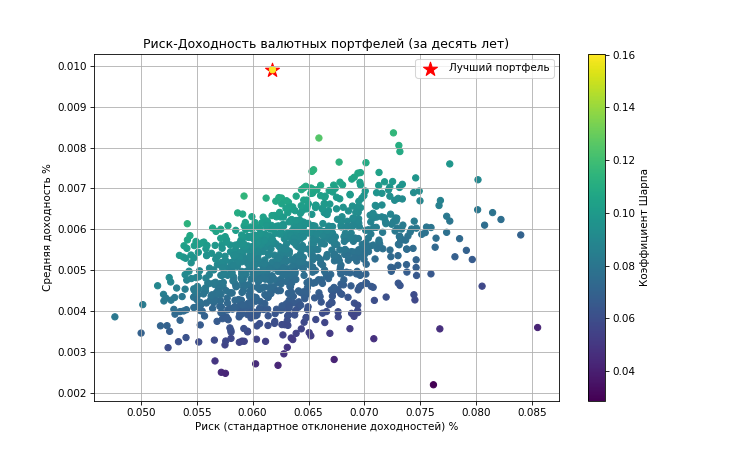 Риск-Доходность валютных портфелей (за десять лет)
Лучший портфель
Средняя доходность %
0.010
0.009
0.008
0.007
0.006
0.005
0.004
0.003
0.002
0.050 0.055 0.060 0.065 0.070 0.075 0.080 0.085
Риск (стандартное отклонение доходностей) %
0.16
0.14
0.12
0.10
0.08
0.06
0.04
Коэффициент Шарпа